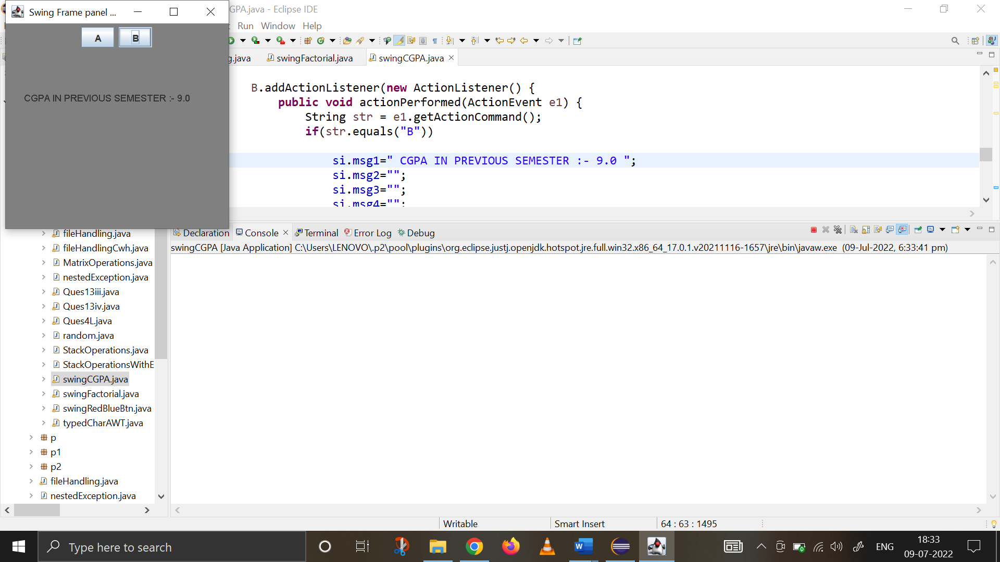 Swing Frame panel ...
A
B
CGPA IN PREVIOUS SEMESTER :- 9.0
GPA.java - Eclipse IDE
Run Window Help
g.java
swingFactorial.java
swingCGPA.java
B.addActionListener(new ActionListener() {
public void actionPerformed(ActionEvent e1) {
String str = e1.getActionCommand();
if(str.equals("B"))
si.msg1=" CGPA IN PREVIOUS SEMESTER :- 9.0 ";
si.msg2="";
si.msg3="";
si.msg4="";
fileHandling.java
fileHandlingCwh.java
MatrixOperations.java
nestedException.java
Ques13iii.java
Ques13iv.java
Ques4L.java
random.java
StackOperations.java
StackOperationsWithE
swingCGPA.java
swingFactorial.java
swingRedBlueBtn.java
typedCharAWT.java
p
p1
p2
fileHandling.java
nestedException.java
Declaration
Console
Terminal
Error Log
Debug
swingCGPA [Java Application] C:\Users\LENOVO\.p2\pool\plugins\org.eclipse.justj.openjdk.hotspot.jre.full.win32.x86_64_17.0.1.v20211116-1657\jre\bin\javaw.exe (09-Jul-2022, 6:33:41 pm)
Writable
Smart Insert
64 : 63 : 1495
Type here to search
ENG
18:33
09-07-2022